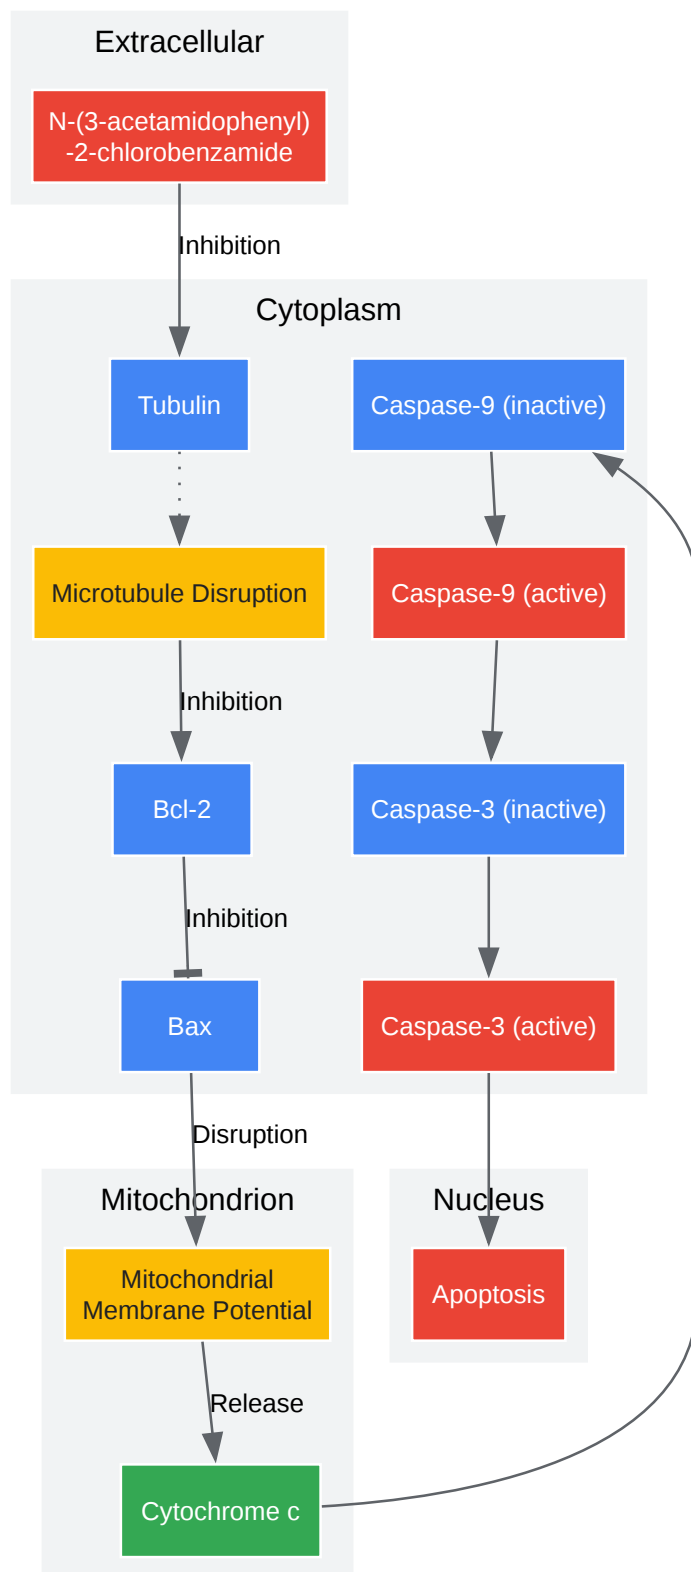 Extracellular
N-(3-acetamidophenyl)
-2-chlorobenzamide
Inhibition
Cytoplasm
Tubulin
Caspase-9 (inactive)
Microtubule Disruption
Caspase-9 (active)
Inhibition
Bcl-2
Caspase-3 (inactive)
Inhibition
Bax
Caspase-3 (active)
Disruption
Mitochondrion
Nucleus
Mitochondrial
Membrane Potential
Apoptosis
Release
Cytochrome c